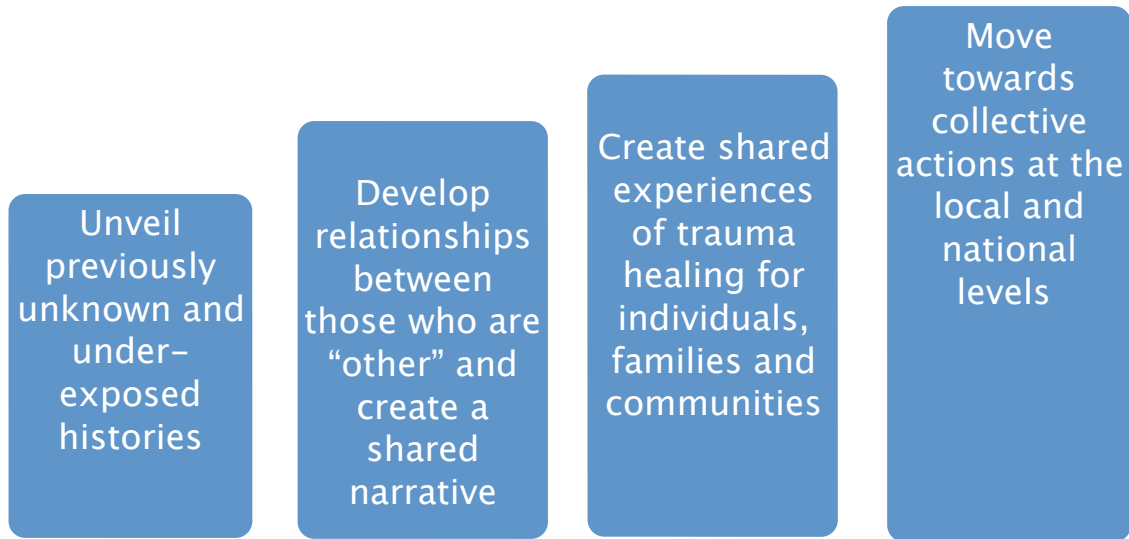 Unveil
previously
unknown and
under-
exposed
histories
Develop
relationships
between
those who are
“other” and
create a
shared
narrative
Create shared
experiences
of trauma
healing for
individuals,
families and
communities
Move
towards
collective
actions at the
local and
national
levels